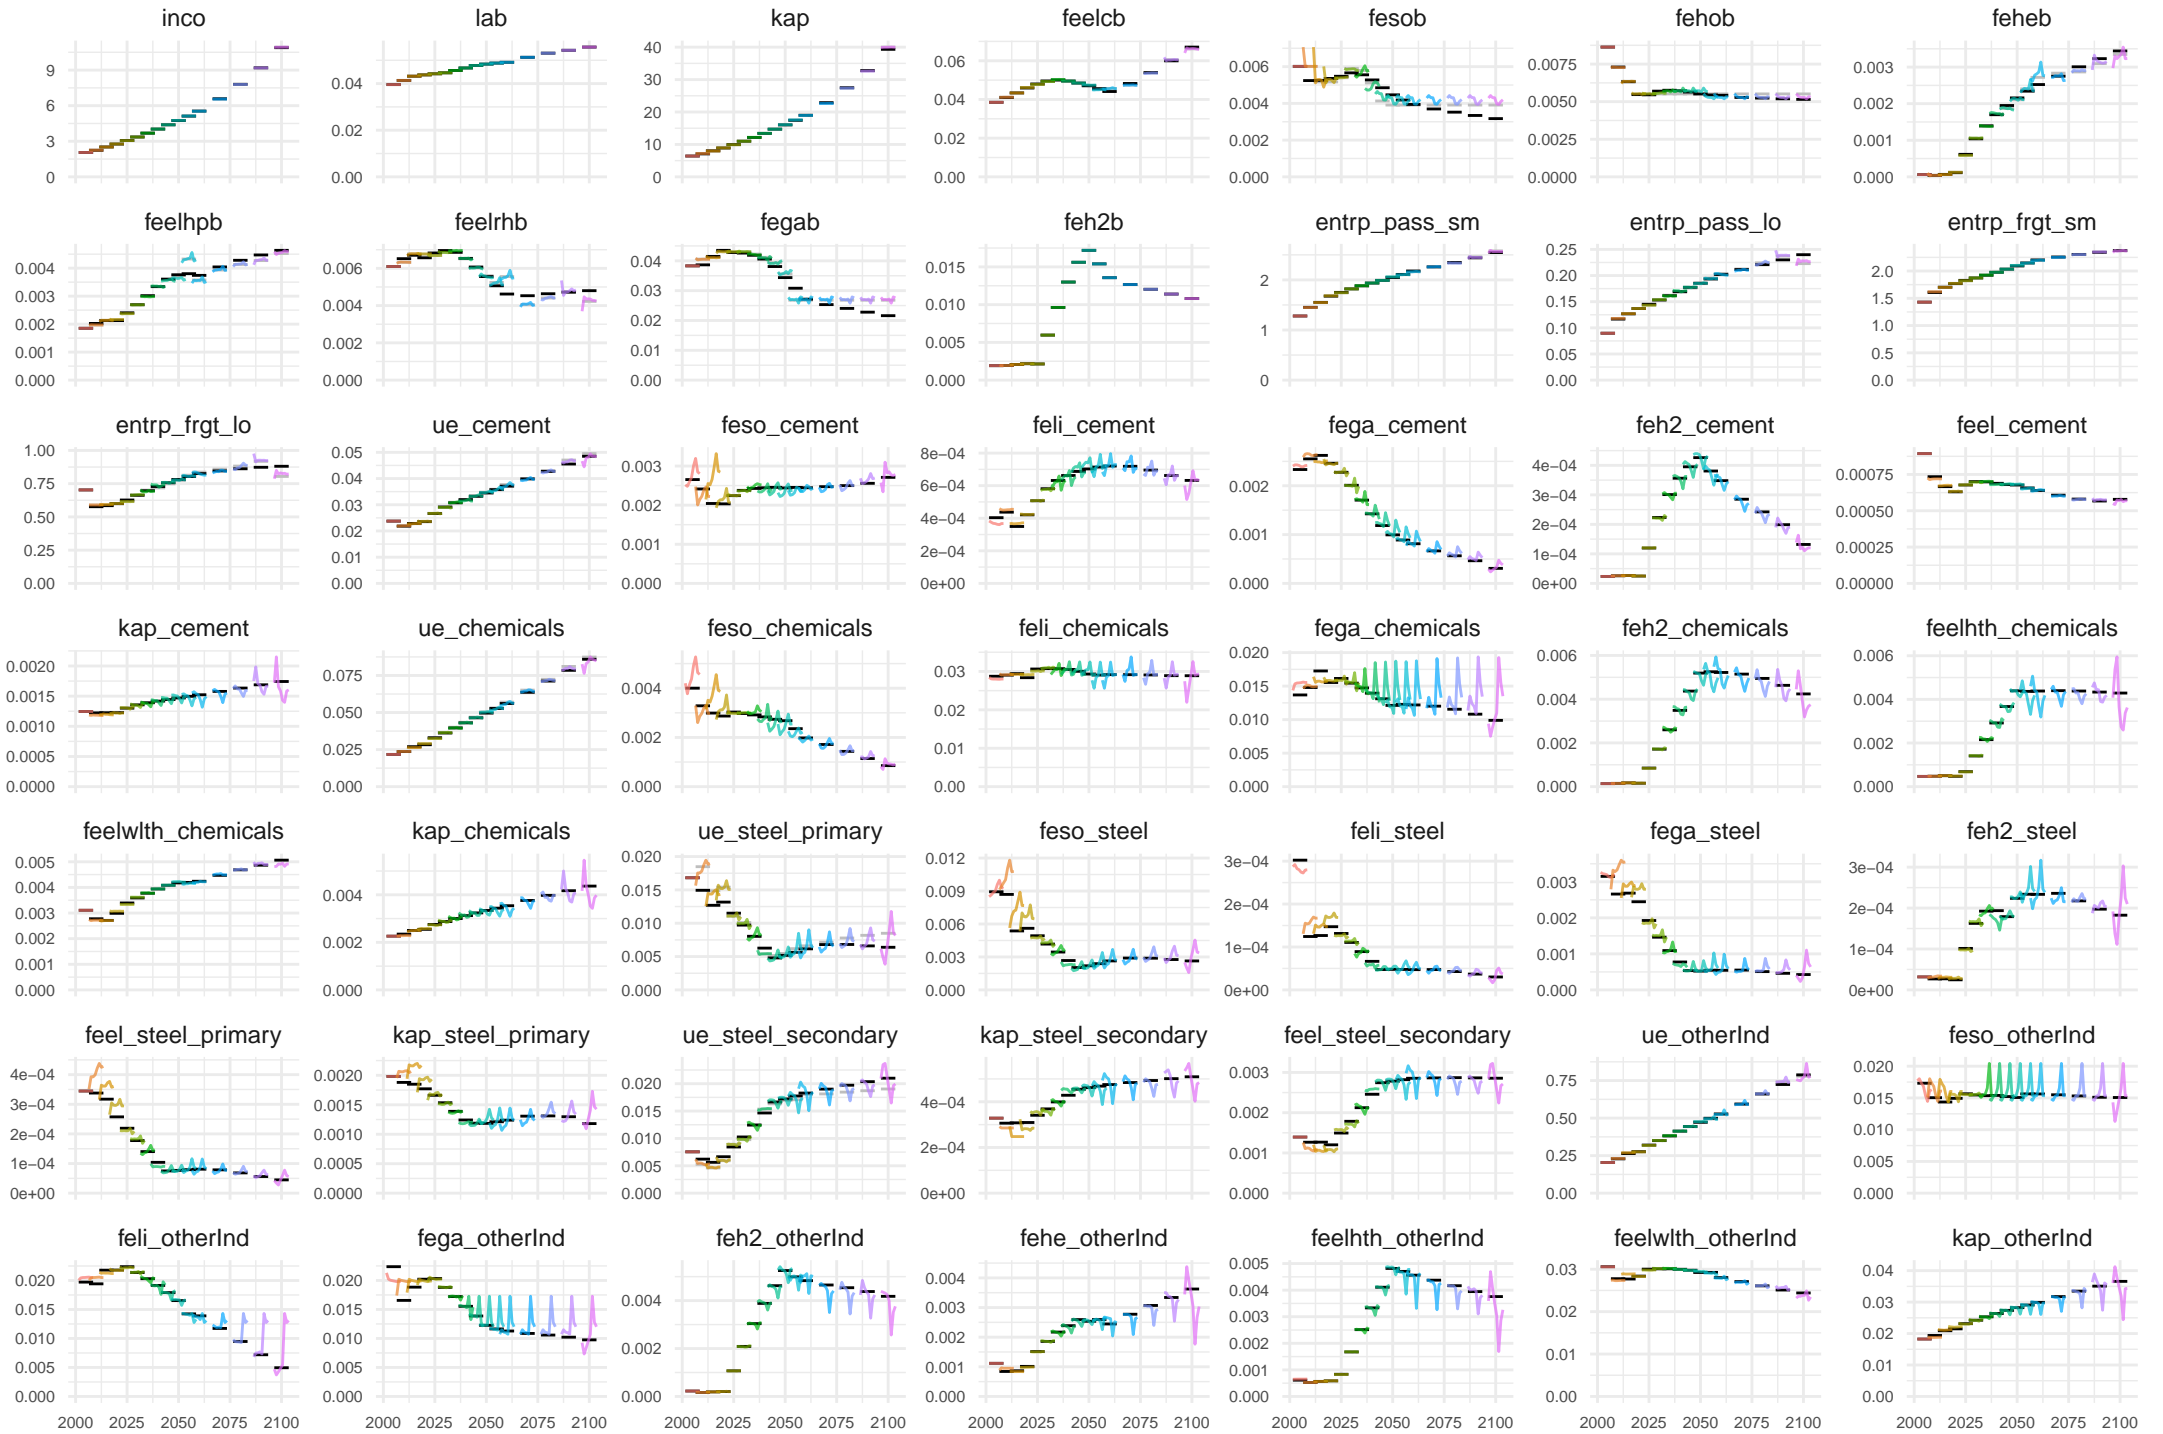 inco lab kap feelcb fesob fehob feheb
9 6 3 0
0.04 0.02 0.00
40 30 20 10 0
0.06 0.04 0.02 0.00
0.006 0.004 0.002 0.000
0.0075 0.0050 0.0025 0.0000
0.003 0.002 0.001 0.000
feelhpb feelrhb fegab feh2b entrp_pass_sm entrp_pass_lo entrp_frgt_sm
0.004 0.003 0.002 0.001 0.000
0.006 0.004 0.002 0.000
0.04 0.03 0.02 0.01 0.00
0.015 0.010 0.005 0.000
2 1 0
0.25 0.20 0.15 0.10 0.05 0.00
2.0 1.5 1.0 0.5 0.0
entrp_frgt_lo ue_cement feso_cement feli_cement fega_cement feh2_cement feel_cement
1.00 0.75 0.50 0.25 0.00
0.05 0.04 0.03 0.02 0.01 0.00
0.003 0.002 0.001 0.000
8e−04 6e−04 4e−04 2e−04 0e+00
0.002 0.001 0.000
4e−04 3e−04 2e−04 1e−04 0e+00
0.00075 0.00050 0.00025 0.00000
kap_cement ue_chemicals feso_chemicals feli_chemicals fega_chemicals feh2_chemicals feelhth_chemicals
0.0020 0.0015 0.0010 0.0005 0.0000
0.075 0.050 0.025 0.000
0.004 0.002 0.000
0.03 0.02 0.01 0.00
0.020 0.015 0.010 0.005 0.000
0.006 0.004 0.002 0.000
0.006 0.004 0.002 0.000
feelwlth_chemicals kap_chemicals ue_steel_primary feso_steel feli_steel fega_steel feh2_steel
0.005 0.004 0.003 0.002 0.001 0.000
0.004 0.002 0.000
0.020 0.015 0.010 0.005 0.000
0.012 0.009 0.006 0.003 0.000
3e−04 2e−04 1e−04 0e+00
0.003 0.002 0.001 0.000
3e−04 2e−04 1e−04 0e+00
feel_steel_primary kap_steel_primary ue_steel_secondary kap_steel_secondary feel_steel_secondary ue_otherInd feso_otherInd
4e−04 3e−04 2e−04 1e−04 0e+00
0.0020 0.0015 0.0010 0.0005 0.0000
0.020 0.015 0.010 0.005 0.000
4e−04 2e−04 0e+00
0.003 0.002 0.001 0.000
0.75 0.50 0.25 0.00
0.020 0.015 0.010 0.005 0.000
feli_otherInd fega_otherInd feh2_otherInd fehe_otherInd feelhth_otherInd feelwlth_otherInd kap_otherInd
0.020 0.015 0.010 0.005 0.000
0.020 0.015 0.010 0.005 0.000
0.004 0.002 0.000
0.004 0.003 0.002 0.001 0.000
0.005 0.004 0.003 0.002 0.001 0.000
0.03 0.02 0.01 0.00
0.04 0.03 0.02 0.01 0.00
2000 2025 2050 2075 2100
2000 2025 2050 2075 2100
2000 2025 2050 2075 2100
2000 2025 2050 2075 2100
2000 2025 2050 2075 2100
2000 2025 2050 2075 2100
2000 2025 2050 2075 2100